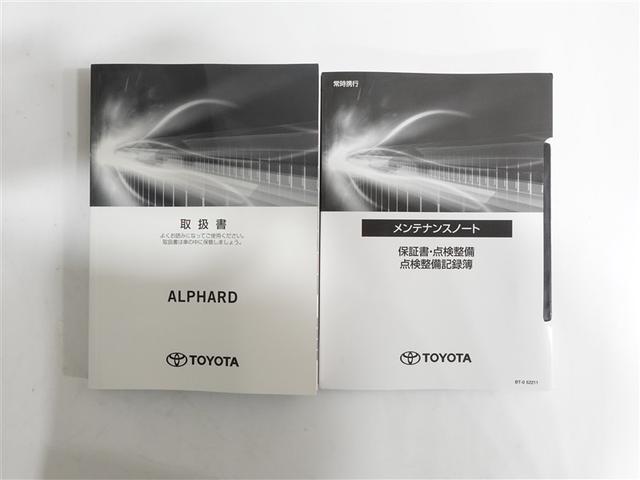 取扱書
よくお読みになってご使用ください。
取扱書は車の中に保管しましょう。
ALPHARD
TOYOTA
常時携行
メンテナンスノート
保証書・点検整備
点検整備記録簿
TOYOTA
BT-0 52211